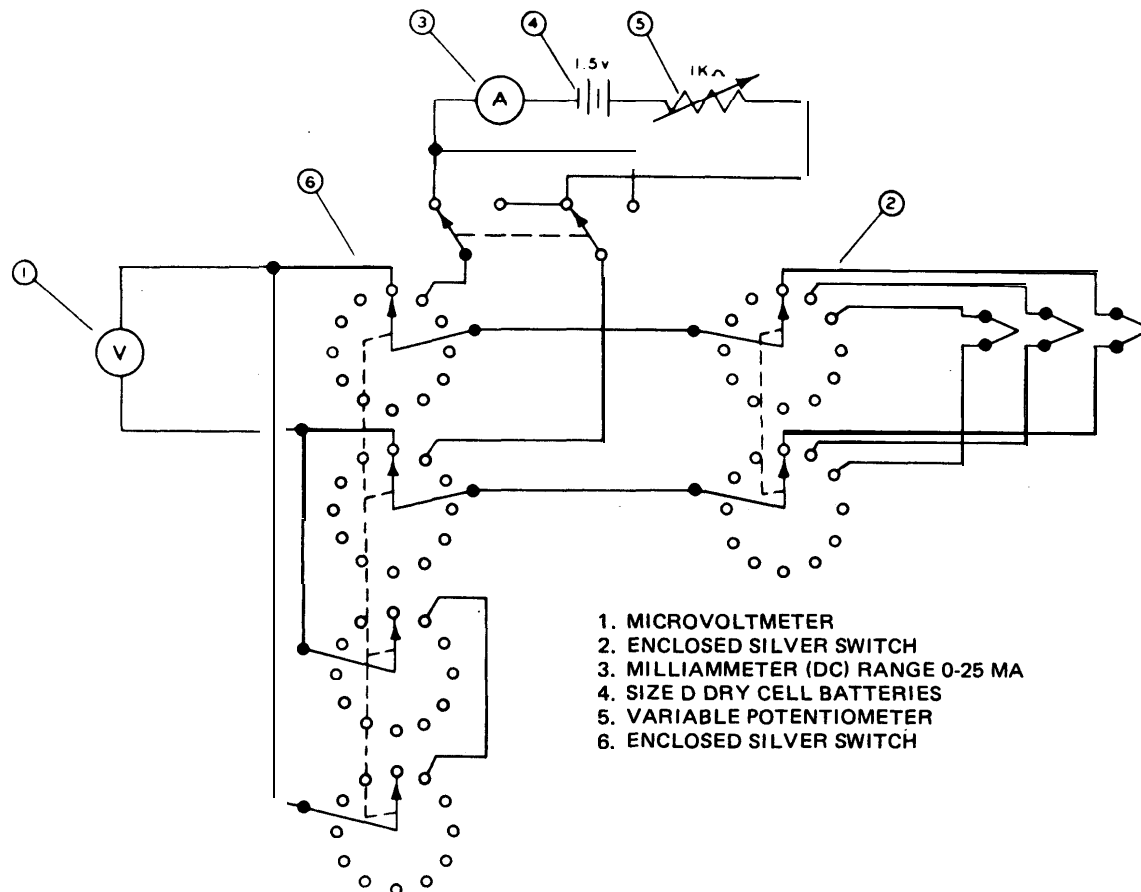 3
4
5
1.5v
1KΩ
A
6
2
1
V
1. MICROVOLTMETER
2. ENCLOSED SILVER SWITCH
3. MILLIAMMETER (DC) RANGE 0-25 MA
4. SIZE D DRY CELL BATTERIES
5. VARIABLE POTENTIOMETER
6. ENCLOSED SILVER SWITCH